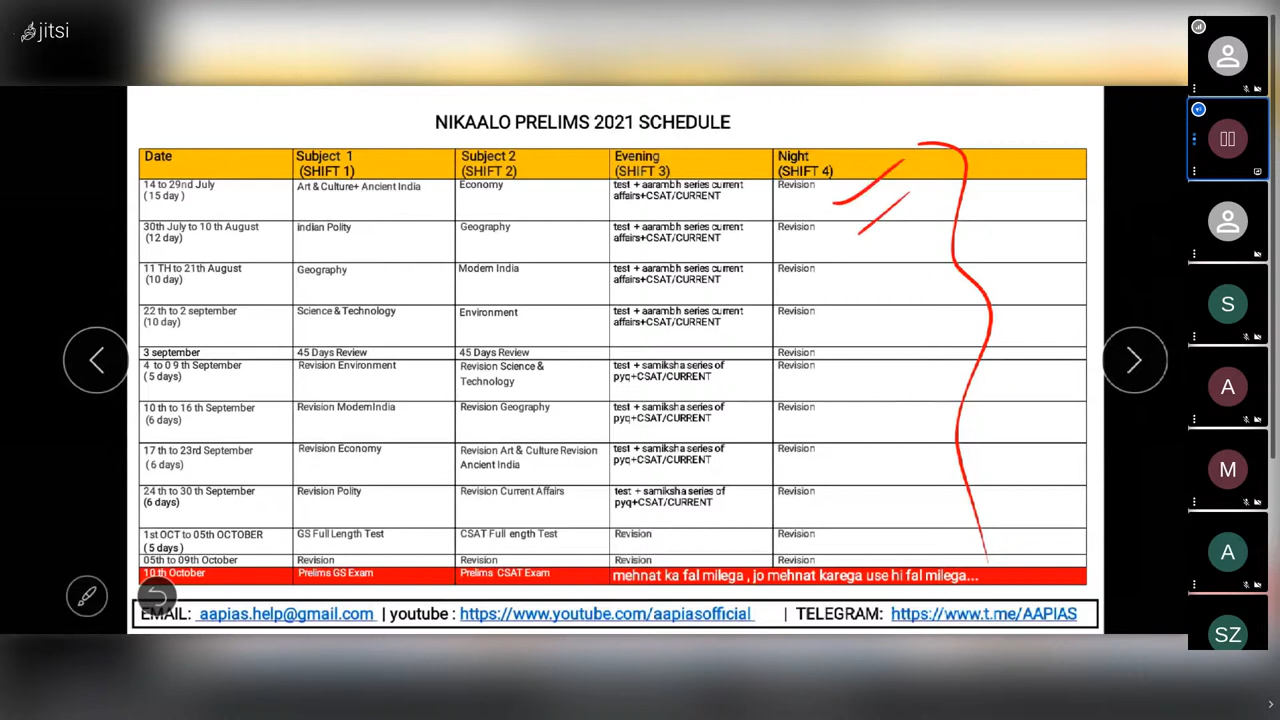 jitsi
NIKAALO PRELIMS 2021 SCHEDULE
Date Subject 1 Subject 2 Evening Night
(SHIFT 1) (SHIFT 2) (SHIFT 3) (SHIFT 4)
14 to 29nd July Art & Culture+ Ancient India Economy test + aarambh series current Revision
(15 day ) affairs+CSAT/CURRENT
30th July to 10 th August indian Polity Geography test + aarambh series current Revision
(12 day) affairs+CSAT/CURRENT
11 TH to 21th August Geography Modern India test + aarambh series current Revision
(10 day) affairs+CSAT/CURRENT
22 th to 2 september Science & Technology Environment test + aarambh series current Revision
(10 day) affairs+CSAT/CURRENT
3 september 45 Days Review 45 Days Review Revision
4 to 0 9 th September Revision Environment Revision Science & test + samiksha series of Revision
(5 days) Technology pyq+CSAT/CURRENT
10 th to 16 th September Revision ModernIndia Revision Geography test + samiksha series of Revision
(6 days) pyq+CSAT/CURRENT
17 th to 23rd September Revision Economy Revision Art & Culture Revision test + samiksha series of Revision
( 6 days) Ancient India pyq+CSAT/CURRENT
24 th to 30 th September Revision Polity Revision Current Affairs test + samiksha series of Revision
(6 days) pyq+CSAT/CURRENT
1st OCT to 05th OCTOBER GS Full Length Test CSAT Full ength Test Revision Revision
( 5 days )
05th to 09th October Revision Revision Revision Revision
10 th October Prelims GS Exam Prelims CSAT Exam mehnat ka fal milega , jo mehnat karega use hi fal milega...
EMAIL: aapias.help@gmail.com | youtube : https://www.youtube.com/aapiasofficial | TELEGRAM: https://www.t.me/AAPIAS
S
A
M
A
SZ